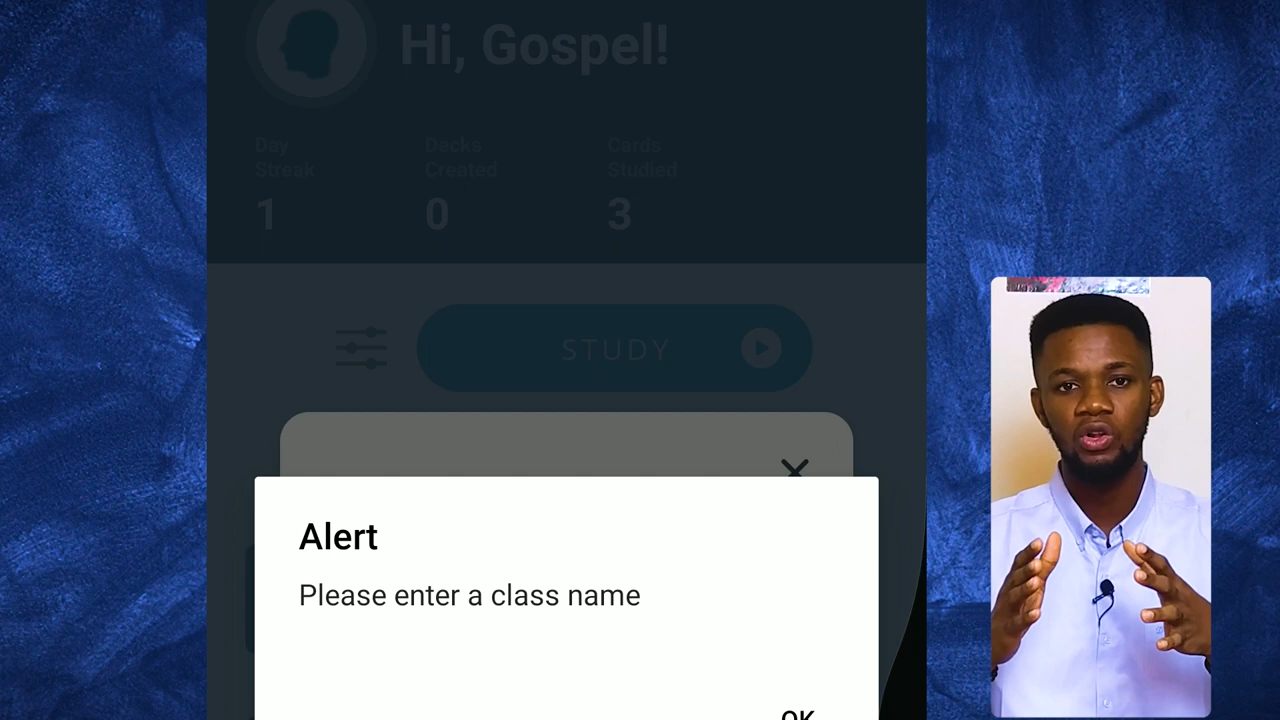 Hi, Gospel!
Day
Streak
Decks
Created
Cards
Studied
1
0
3
STUDY
Alert
Please enter a class name
OK